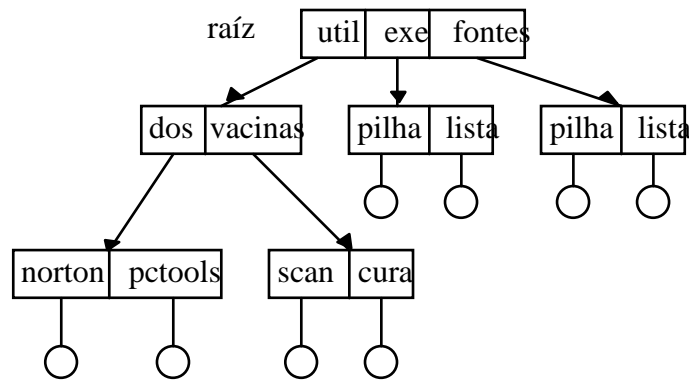 raíz util exe fontes
dos vacinas pilha lista pilha lista
norton pctools scan cura